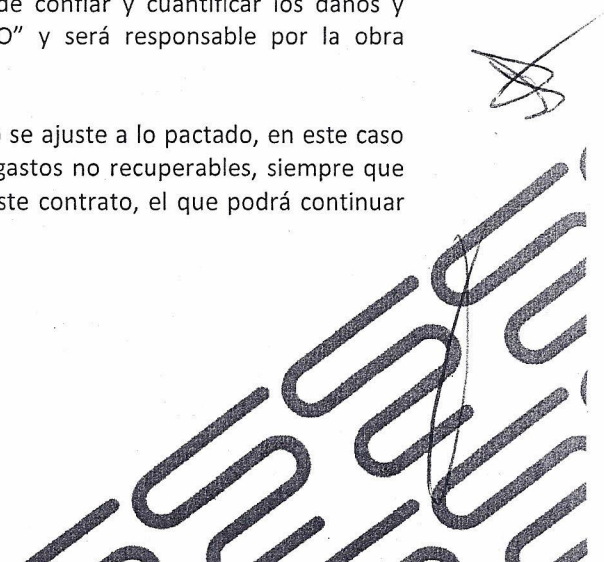 de confiar y cuantificar los daños y
O" y será responsable por la obra
se ajuste a lo pactado, en este caso
gastos no recuperables, siempre que
ste contrato, el que podrá continuar